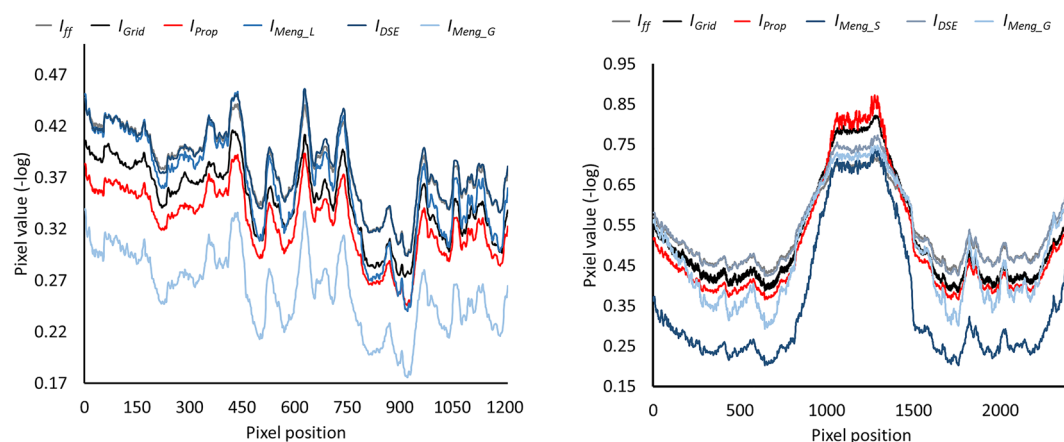 I_ff I_Grid I_Prop I_Meng_L I_DSE I_Meng_G
0.47
0.42
0.37
0.32
0.27
0.22
0.17
Pixel value (-log)
0 150 300 450 600 750 900 1050 1200
Pixel position
I_ff I_Grid I_Prop I_Meng_S I_DSE I_Meng_G
0.95
0.85
0.75
0.65
0.55
0.45
0.35
0.25
0.15
Pxiel value (-log)
0 500 1000 1500 2000
Pixel position